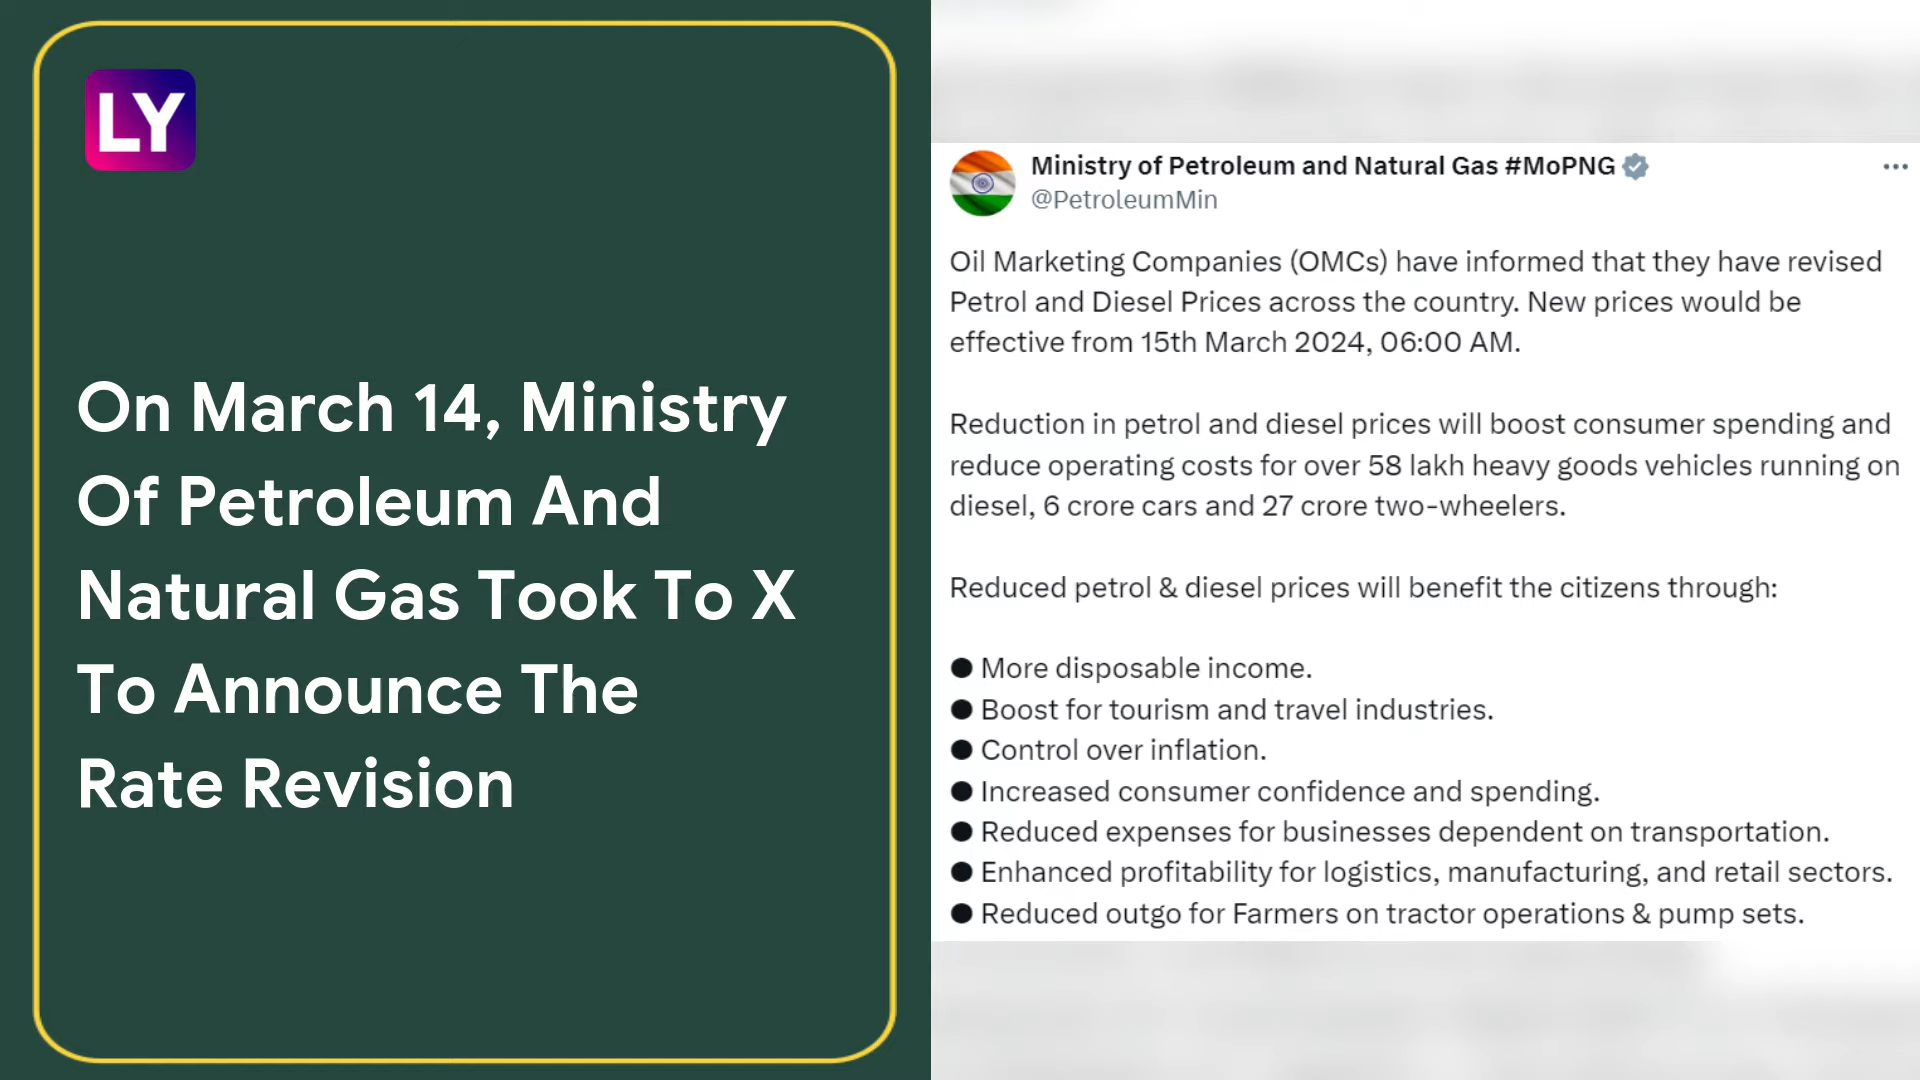 LY
On March 14, Ministry
Of Petroleum And
Natural Gas Took To X
To Announce The
Rate Revision
Ministry of Petroleum and Natural Gas #MoPNG
@PetroleumMin
Oil Marketing Companies (OMCs) have informed that they have revised
Petrol and Diesel Prices across the country. New prices would be
effective from 15th March 2024, 06:00 AM.
Reduction in petrol and diesel prices will boost consumer spending and
reduce operating costs for over 58 lakh heavy goods vehicles running on
diesel, 6 crore cars and 27 crore two-wheelers.
Reduced petrol & diesel prices will benefit the citizens through:
● More disposable income.
● Boost for tourism and travel industries.
● Control over inflation.
● Increased consumer confidence and spending.
● Reduced expenses for businesses dependent on transportation.
● Enhanced profitability for logistics, manufacturing, and retail sectors.
● Reduced outgo for Farmers on tractor operations & pump sets.